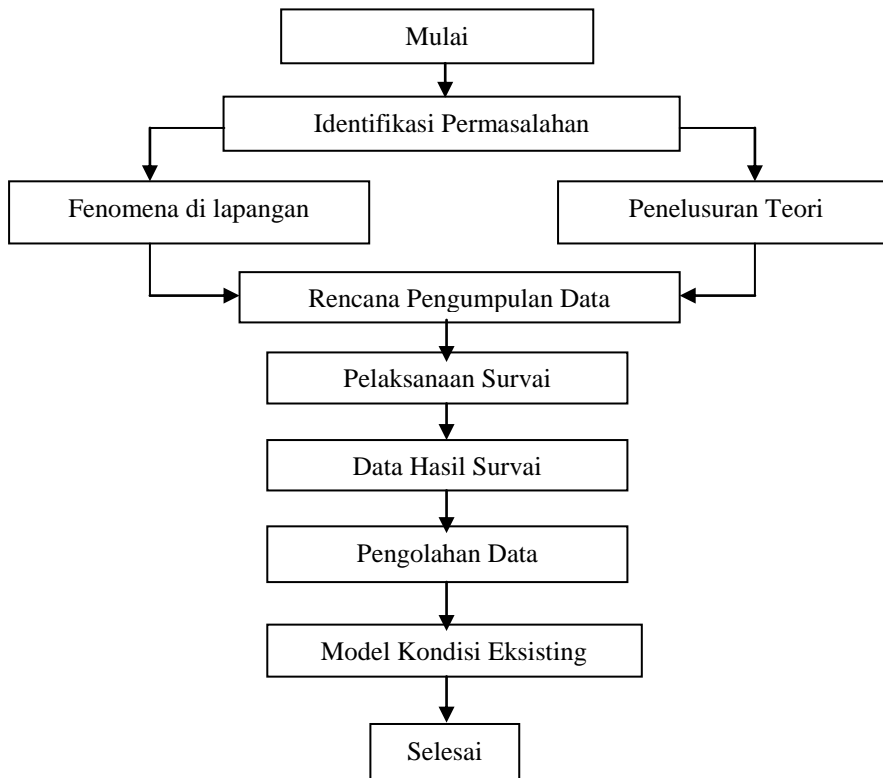 Mulai
Identifikasi Permasalahan
Fenomena di lapangan
Penelusuran Teori
Rencana Pengumpulan Data
Pelaksanaan Survai
Data Hasil Survai
Pengolahan Data
Model Kondisi Eksisting
Selesai